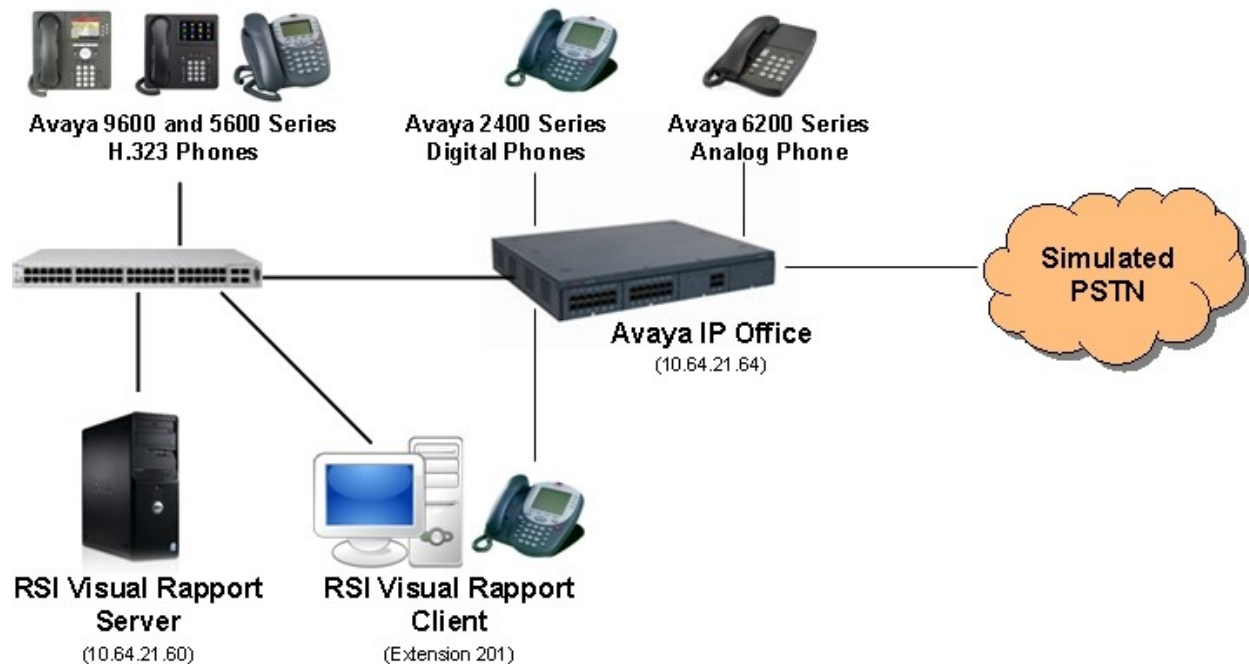 Avaya 9600 and 5600 Series
H.323 Phones
Avaya 2400 Series
Digital Phones
Avaya 6200 Series
Analog Phone
Simulated
PSTN
Avaya IP Office
(10.64.21.64)
RSI Visual Rapport
Server
(10.64.21.60)
RSI Visual Rapport
Client
(Extension 201)